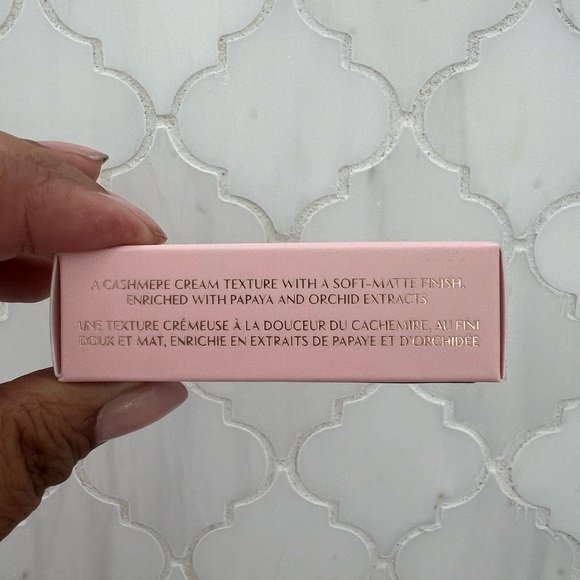 A CASHMERE CREAM TEXTURE WITH A SOFT-MATTE FINISH,
ENRICHED WITH PAPAYA AND ORCHID EXTRACTS
UNE TEXTURE CRÉMEUSE À LA DOUCEUR DU CACHEMIRE, AU FINI
DOUX ET MAT, ENRICHIE EN EXTRAITS DE PAPAYE ET D'ORCHIDÉE